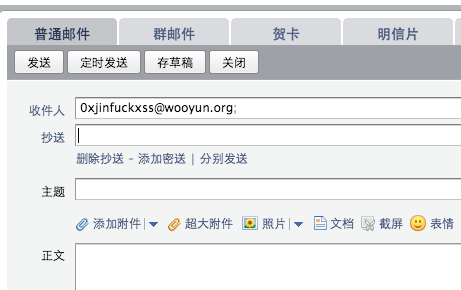 普通邮件 群邮件 贺卡 明信片
发送 定时发送 存草稿 关闭
收件人 0xjinfuckxss@wooyun.org;
抄送
删除抄送 - 添加密送 | 分别发送
主题
添加附件 | 超大附件 照片 | 文档 截屏 表情
正文